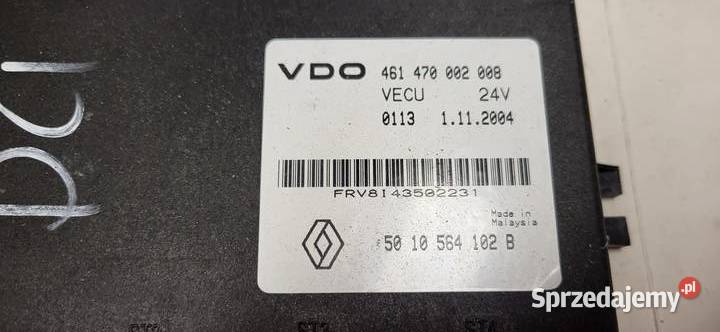 DCI
VDO 461 470 002 008
VECU 24V
0113 1.11.2004
FRV8I43502231
Made in
Malaysia
50 10 564 102 B
Sprzedajemy.pl